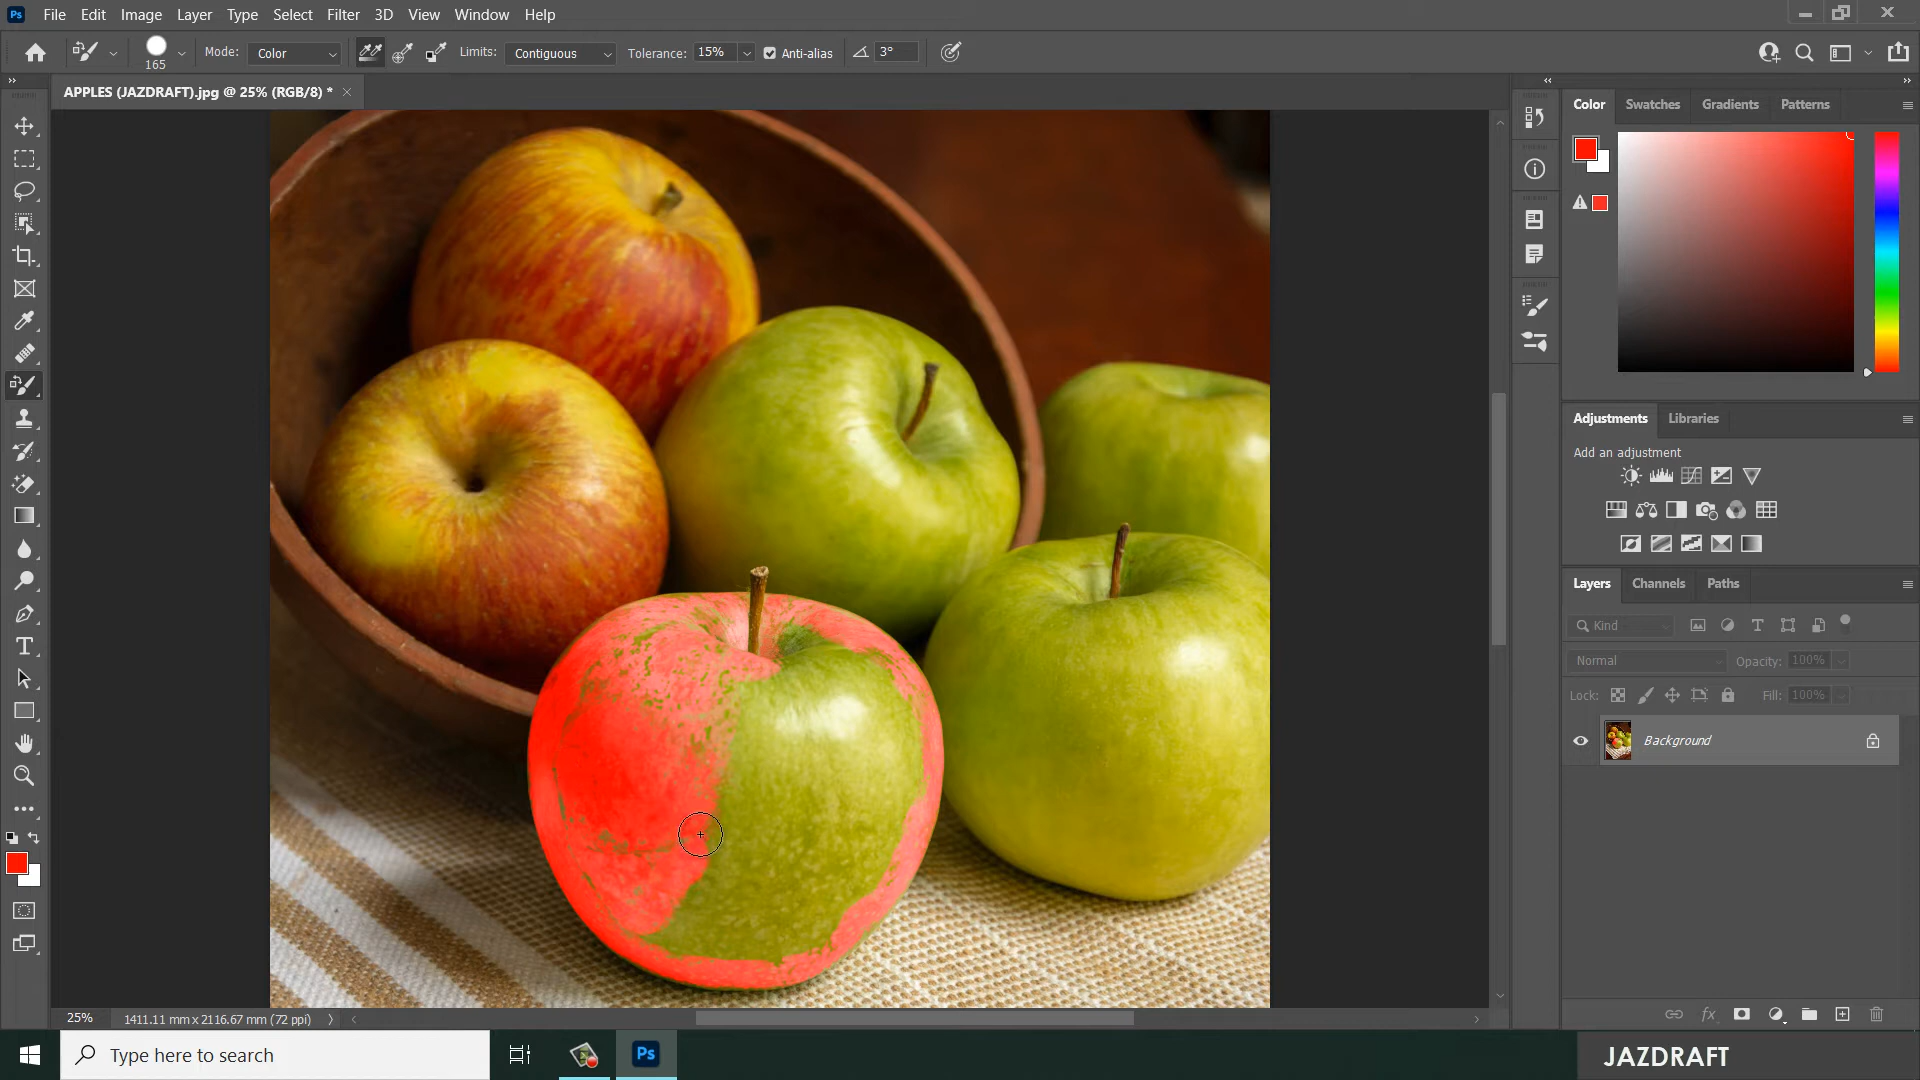 Ps File Edit Image Layer Type Select Filter 3D View Window Help
165 Mode: Color Limits: Contiguous Tolerance: 15% Anti-alias 3°
APPLES (JAZDRAFT).jpg @ 25% (RGB/8) *
Color Swatches Gradients Patterns
Adjustments Libraries
Add an adjustment
Layers Channels Paths
Kind
Normal Opacity: 100%
Lock: Fill: 100%
Background
fx
25% 1411.11 mm x 2116.67 mm (72 ppi)
Type here to search Ps JAZDRAFT